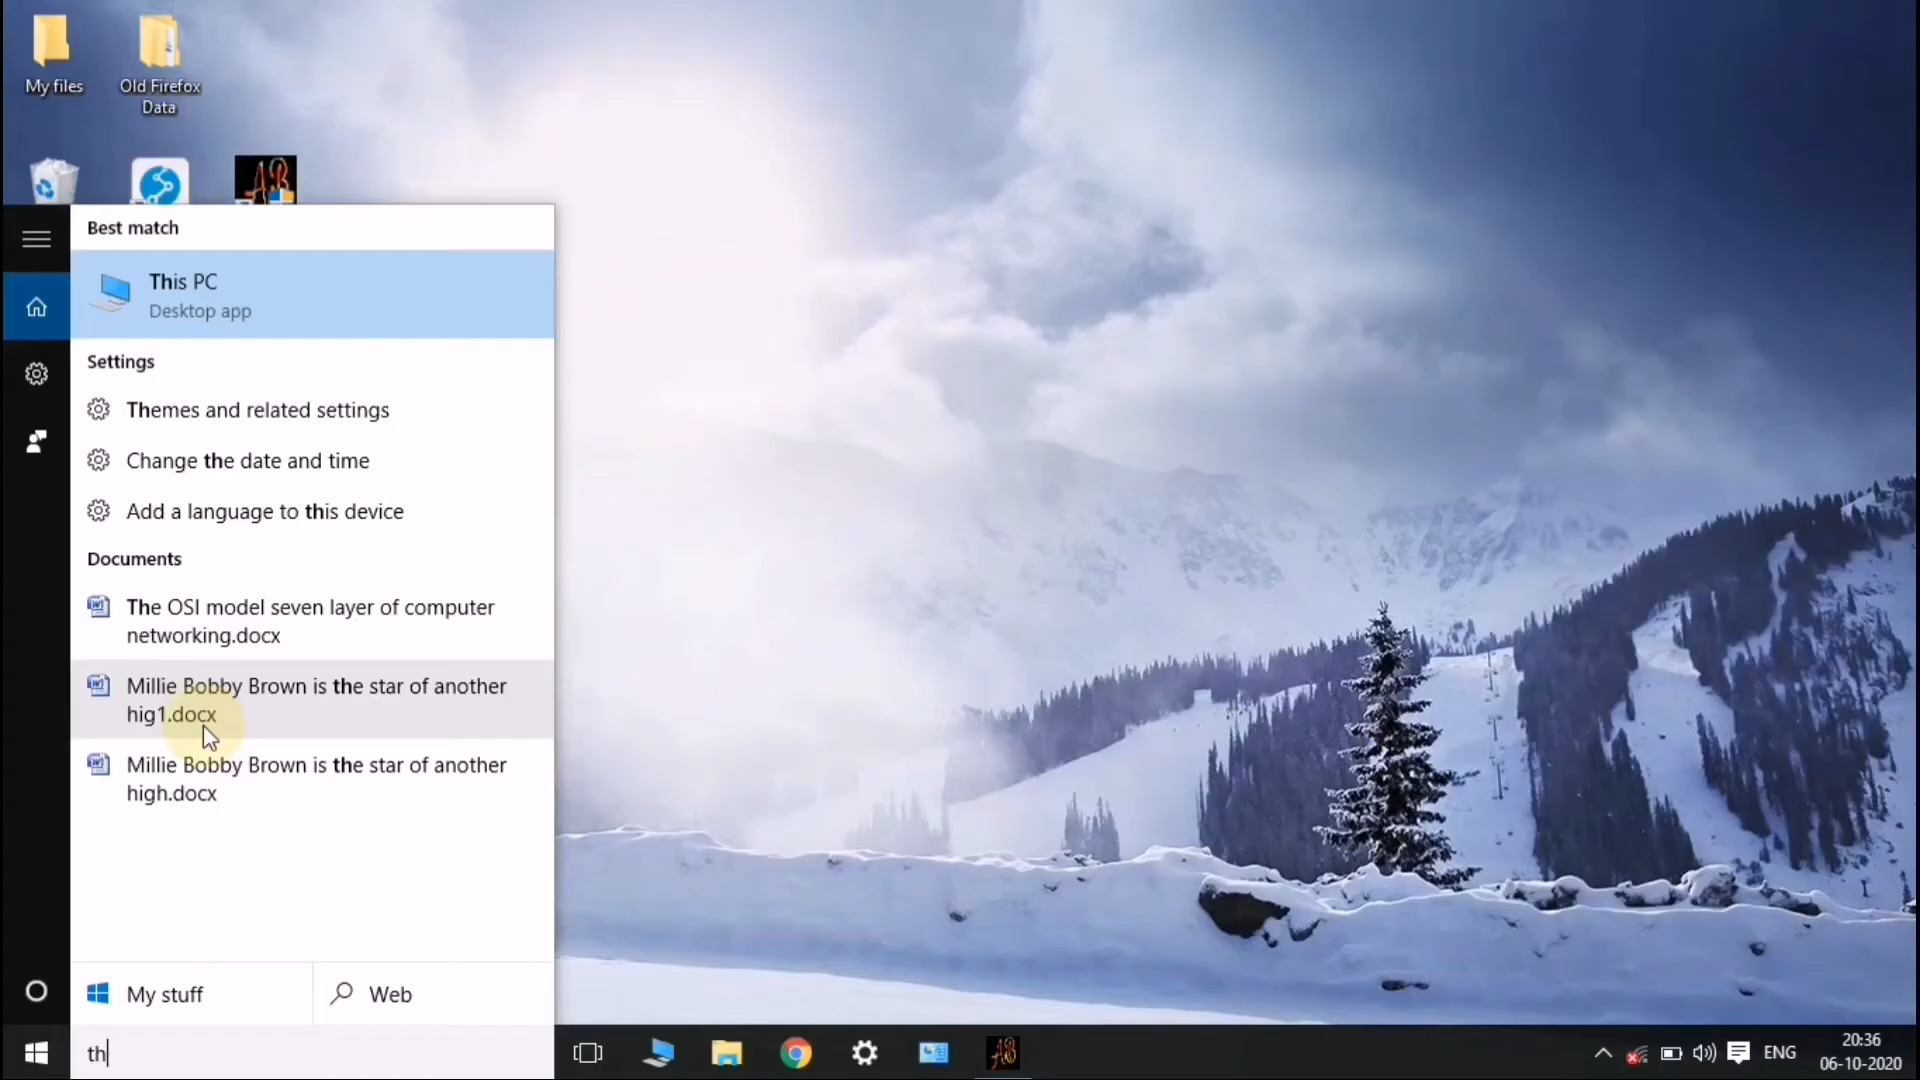 My files
Old Firefox
Data
AB
Best match
This PC
Desktop app
Settings
Themes and related settings
Change the date and time
Add a language to this device
Documents
The OSI model seven layer of computer
networking.docx
Millie Bobby Brown is the star of another
hig1.docx
Millie Bobby Brown is the star of another
high.docx
My stuff
Web
th
AB
ENG
20:36
06-10-2020